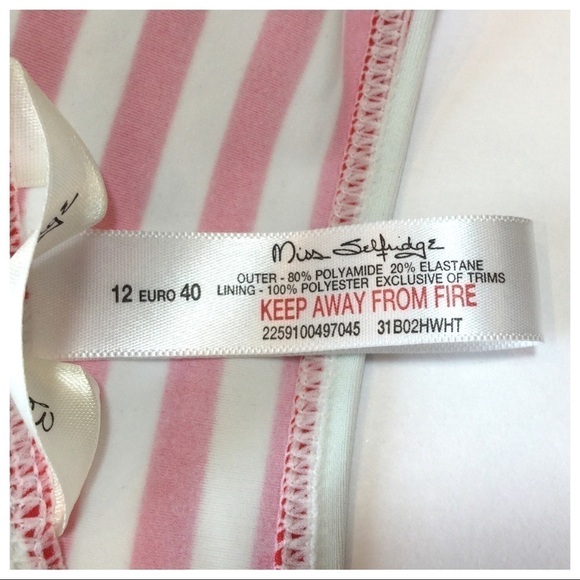 Miss Selfridge
12 EURO 40
OUTER - 80% POLYAMIDE 20% ELASTANE
LINING - 100% POLYESTER EXCLUSIVE OF TRIMS
KEEP AWAY FROM FIRE
2259100497045 31B02HWHT